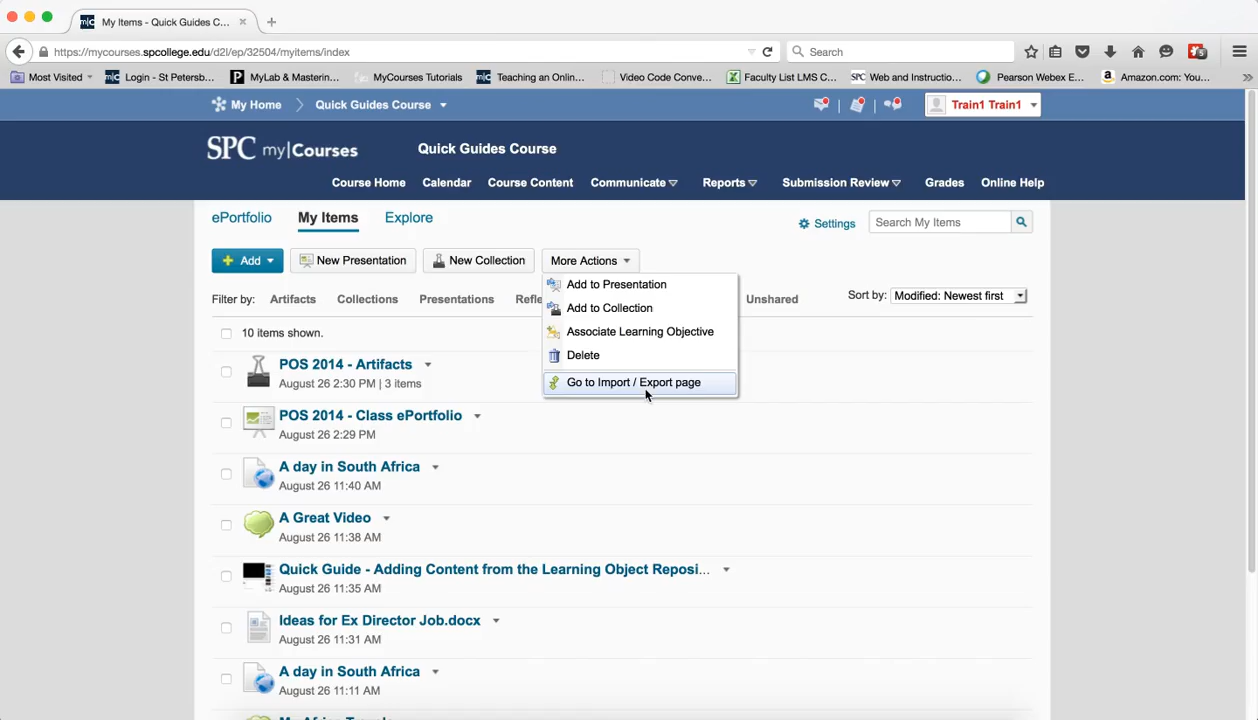 My Items - Quick Guides C...
https://mycourses.spcollege.edu/d2l/ep/32504/myitems/index
Search
Most Visited
Login - St Petersb...
MyLab & Mastering...
MyCourses Tutorials
Teaching an Onlin...
Video Code Conve...
Faculty List LMS C...
Web and Instructio...
Pearson Webex E...
Amazon.com: You...
My Home
Quick Guides Course
Train1 Train1
SPC my|Courses
Quick Guides Course
Course Home
Calendar
Course Content
Communicate
Reports
Submission Review
Grades
Online Help
ePortfolio
My Items
Explore
Settings
Search My Items
Add
New Presentation
New Collection
More Actions
Add to Presentation
Add to Collection
Associate Learning Objective
Delete
Go to Import / Export page
Filter by:
Artifacts
Collections
Presentations
Refle
Unshared
Sort by:
Modified: Newest first
10 items shown.
POS 2014 - Artifacts
August 26 2:30 PM | 3 items
POS 2014 - Class ePortfolio
August 26 2:29 PM
A day in South Africa
August 26 11:40 AM
A Great Video
August 26 11:38 AM
Quick Guide - Adding Content from the Learning Object Reposi...
August 26 11:35 AM
Ideas for Ex Director Job.docx
August 26 11:31 AM
A day in South Africa
August 26 11:11 AM